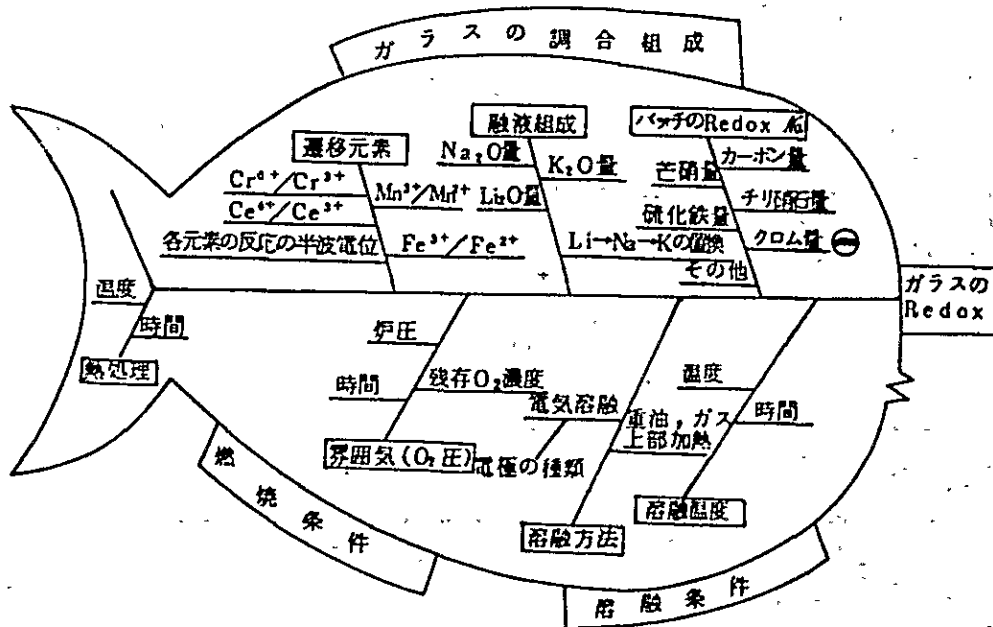 ガラスの調合組成
遷移元素
Cr⁶⁺/Cr³⁺
Ce⁴⁺/Ce³⁺
各元素の反応の半波電位
Mn³⁺/Mn²⁺
Fe³⁺/Fe²⁺
融液組成
Na₂O量
Li₂O量
K₂O量
Li→Na→Kの置換
バッチのRedox №
芒硝量
硫化鉄量
その他
カーボン量
チリ硝石量
クロム量
ガラスの
Redox
温度
時間
熱処理
炉圧
時間
残存O₂濃度
雰囲気(O₂圧)
電気溶融
電極の種類
重油,ガス
上部加熱
溶融方法
温度
時間
溶融温度
燃焼条件
溶融条件